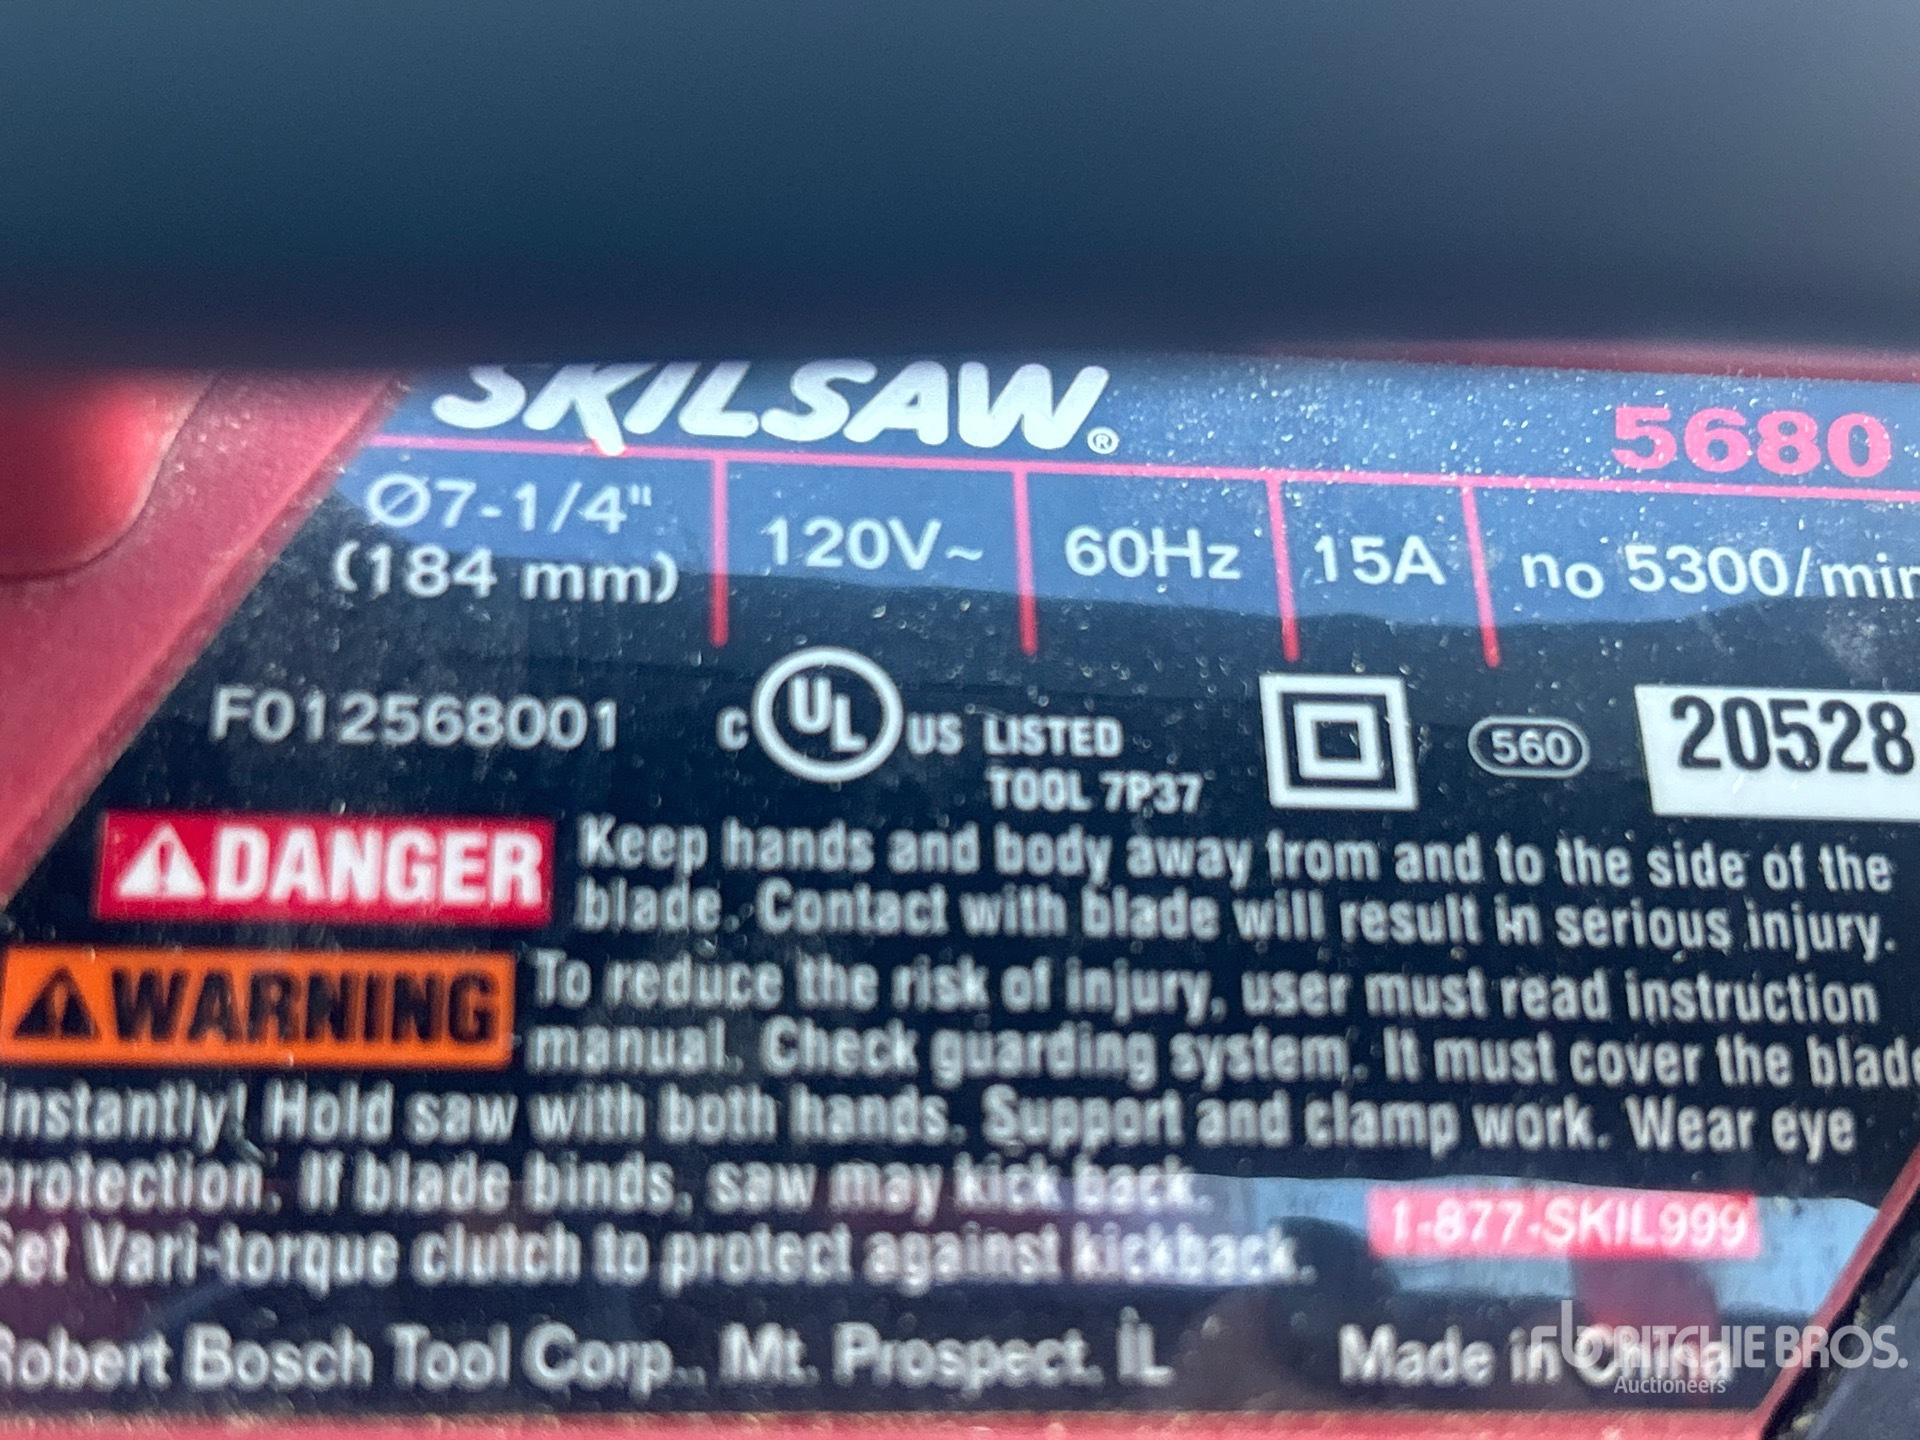 SKILSAW®
5680
Ø7-1/4"
(184 mm)
120V~
60Hz
15A
no 5300/min
F012568001
C UL US LISTED
TOOL 7P37
560
20528
DANGER Keep hands and body away from and to the side of the
blade. Contact with blade will result in serious injury.
WARNING To reduce the risk of injury, user must read instruction
manual. Check guarding system. It must cover the blade
instantly! Hold saw with both hands. Support and clamp work. Wear eye
protection. If blade binds, saw may kick back.
Set Vari-torque clutch to protect against kickback.
1-877-SKIL999
Robert Bosch Tool Corp., Mt. Prospect, IL
Made in China
rb RITCHIE BROS.
Auctioneers